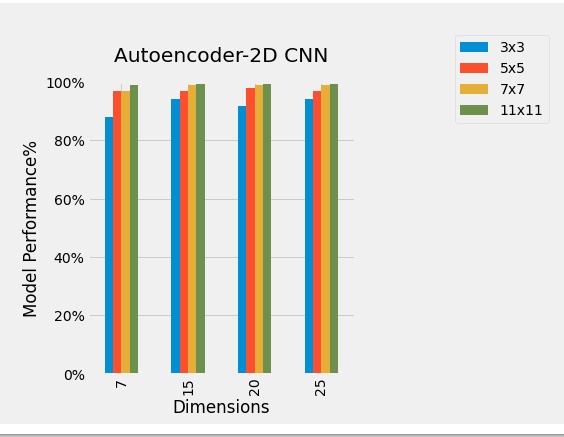 Autoencoder-2D CNN
3x3
5x5
7x7
11x11
100%
80%
60%
40%
20%
0%
Model Performance%
7
15
20
25
Dimensions